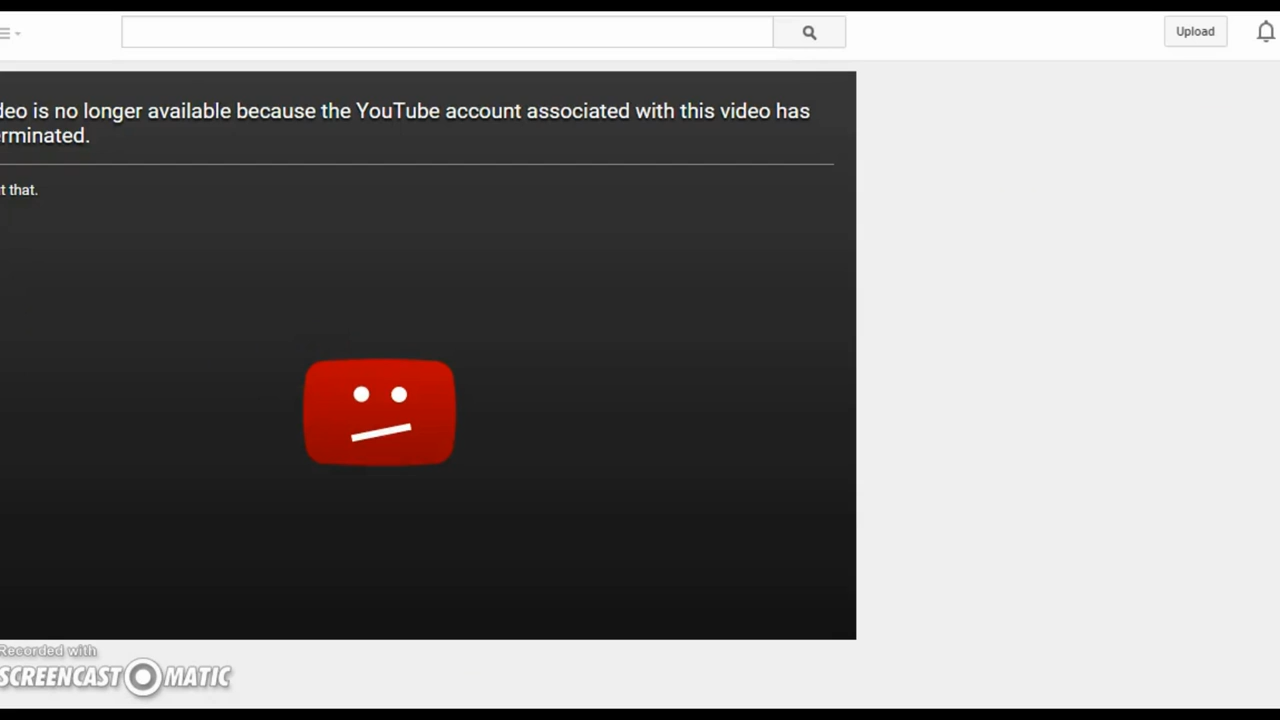 Upload
deo is no longer available because the YouTube account associated with this video has
erminated.
t that.
Recorded with
SCREENCAST MATIC